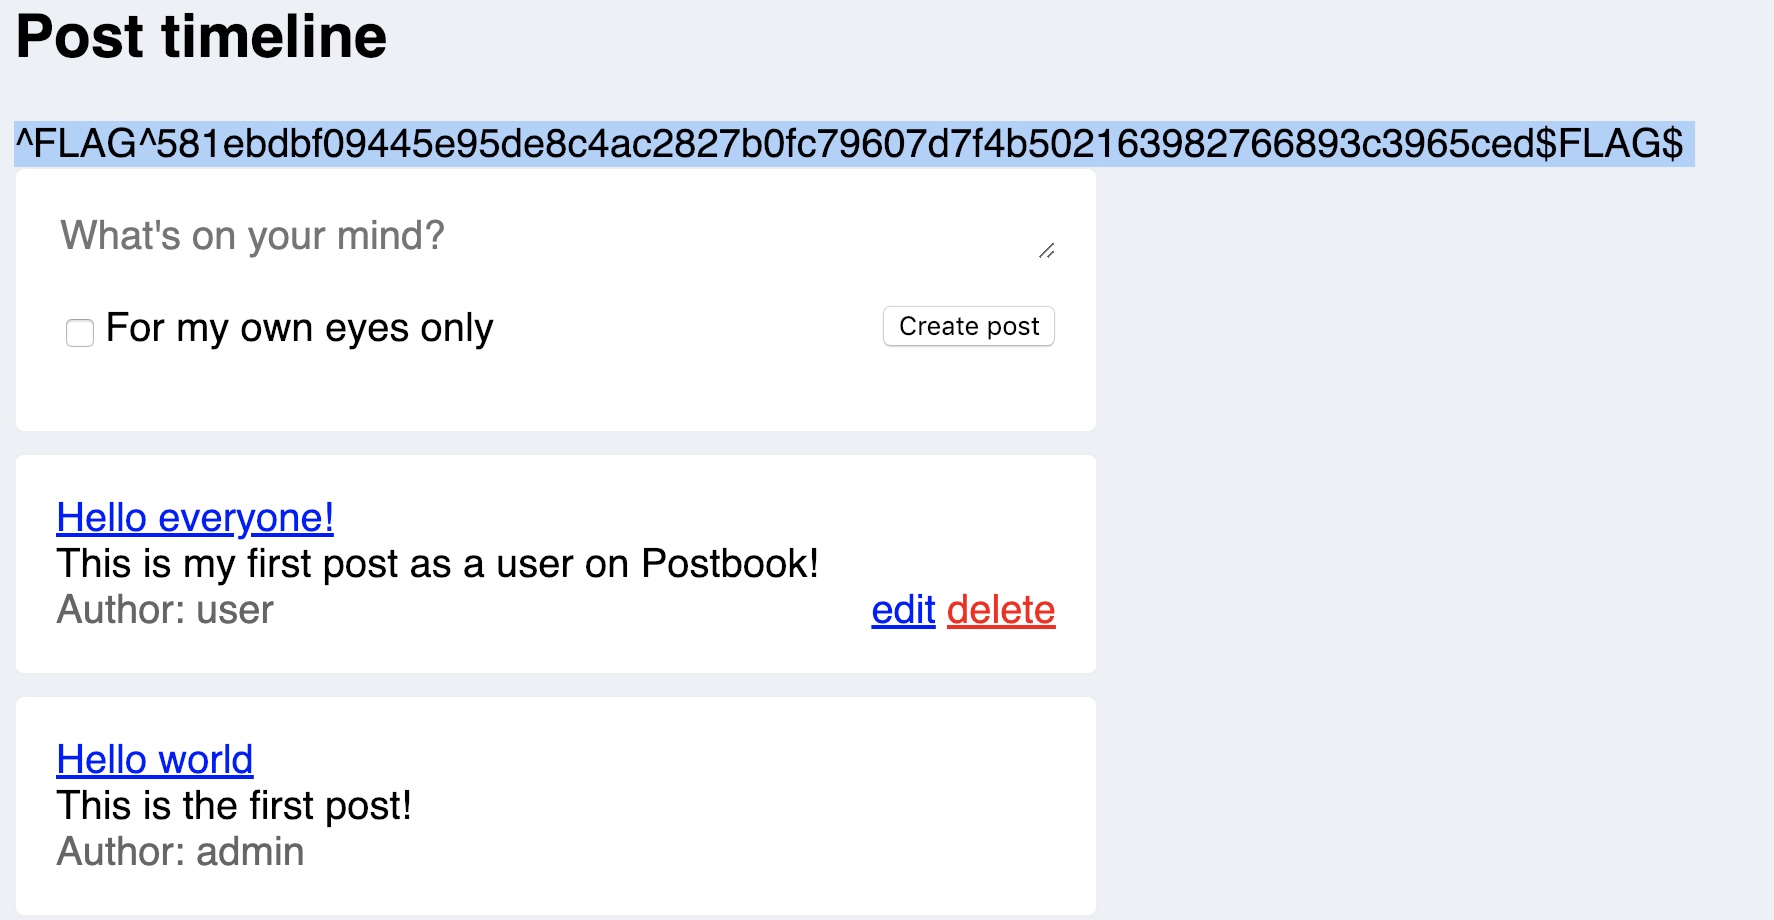 Post timeline
^FLAG^581ebdbf09445e95de8c4ac2827b0fc79607d7f4b502163982766893c3965ced$FLAG$
What's on your mind?
For my own eyes only
Create post
Hello everyone!
This is my first post as a user on Postbook!
Author: user
edit delete
Hello world
This is the first post!
Author: admin